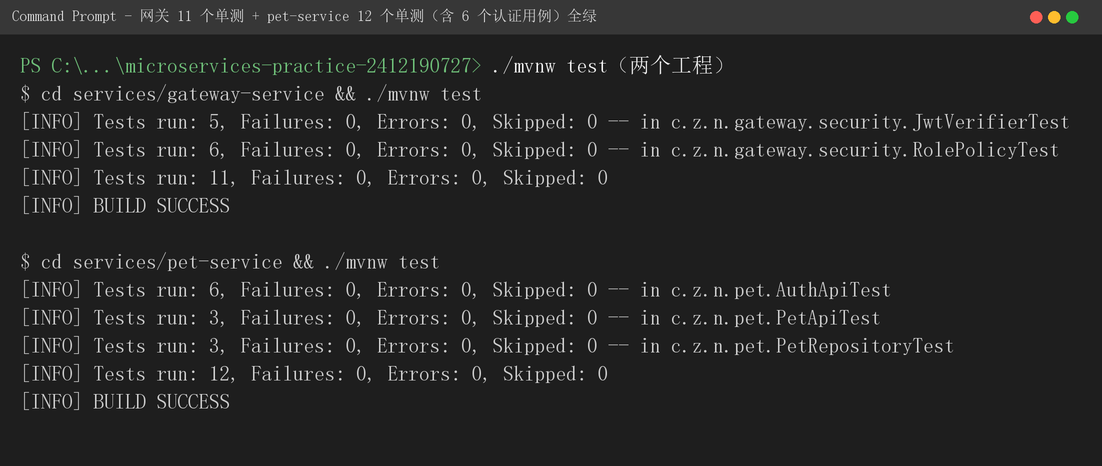 Command Prompt - 网关 11 个单测 + pet-service 12 个单测（含 6 个认证用例）全绿
PS C:\...\microservices-practice-2412190727> ./mvnw test（两个工程）
$ cd services/gateway-service && ./mvnw test
[INFO] Tests run: 5, Failures: 0, Errors: 0, Skipped: 0 -- in c.z.n.gateway.security.JwtVerifierTest
[INFO] Tests run: 6, Failures: 0, Errors: 0, Skipped: 0 -- in c.z.n.gateway.security.RolePolicyTest
[INFO] Tests run: 11, Failures: 0, Errors: 0, Skipped: 0
[INFO] BUILD SUCCESS
$ cd services/pet-service && ./mvnw test
[INFO] Tests run: 6, Failures: 0, Errors: 0, Skipped: 0 -- in c.z.n.pet.AuthApiTest
[INFO] Tests run: 3, Failures: 0, Errors: 0, Skipped: 0 -- in c.z.n.pet.PetApiTest
[INFO] Tests run: 3, Failures: 0, Errors: 0, Skipped: 0 -- in c.z.n.pet.PetRepositoryTest
[INFO] Tests run: 12, Failures: 0, Errors: 0, Skipped: 0
[INFO] BUILD SUCCESS